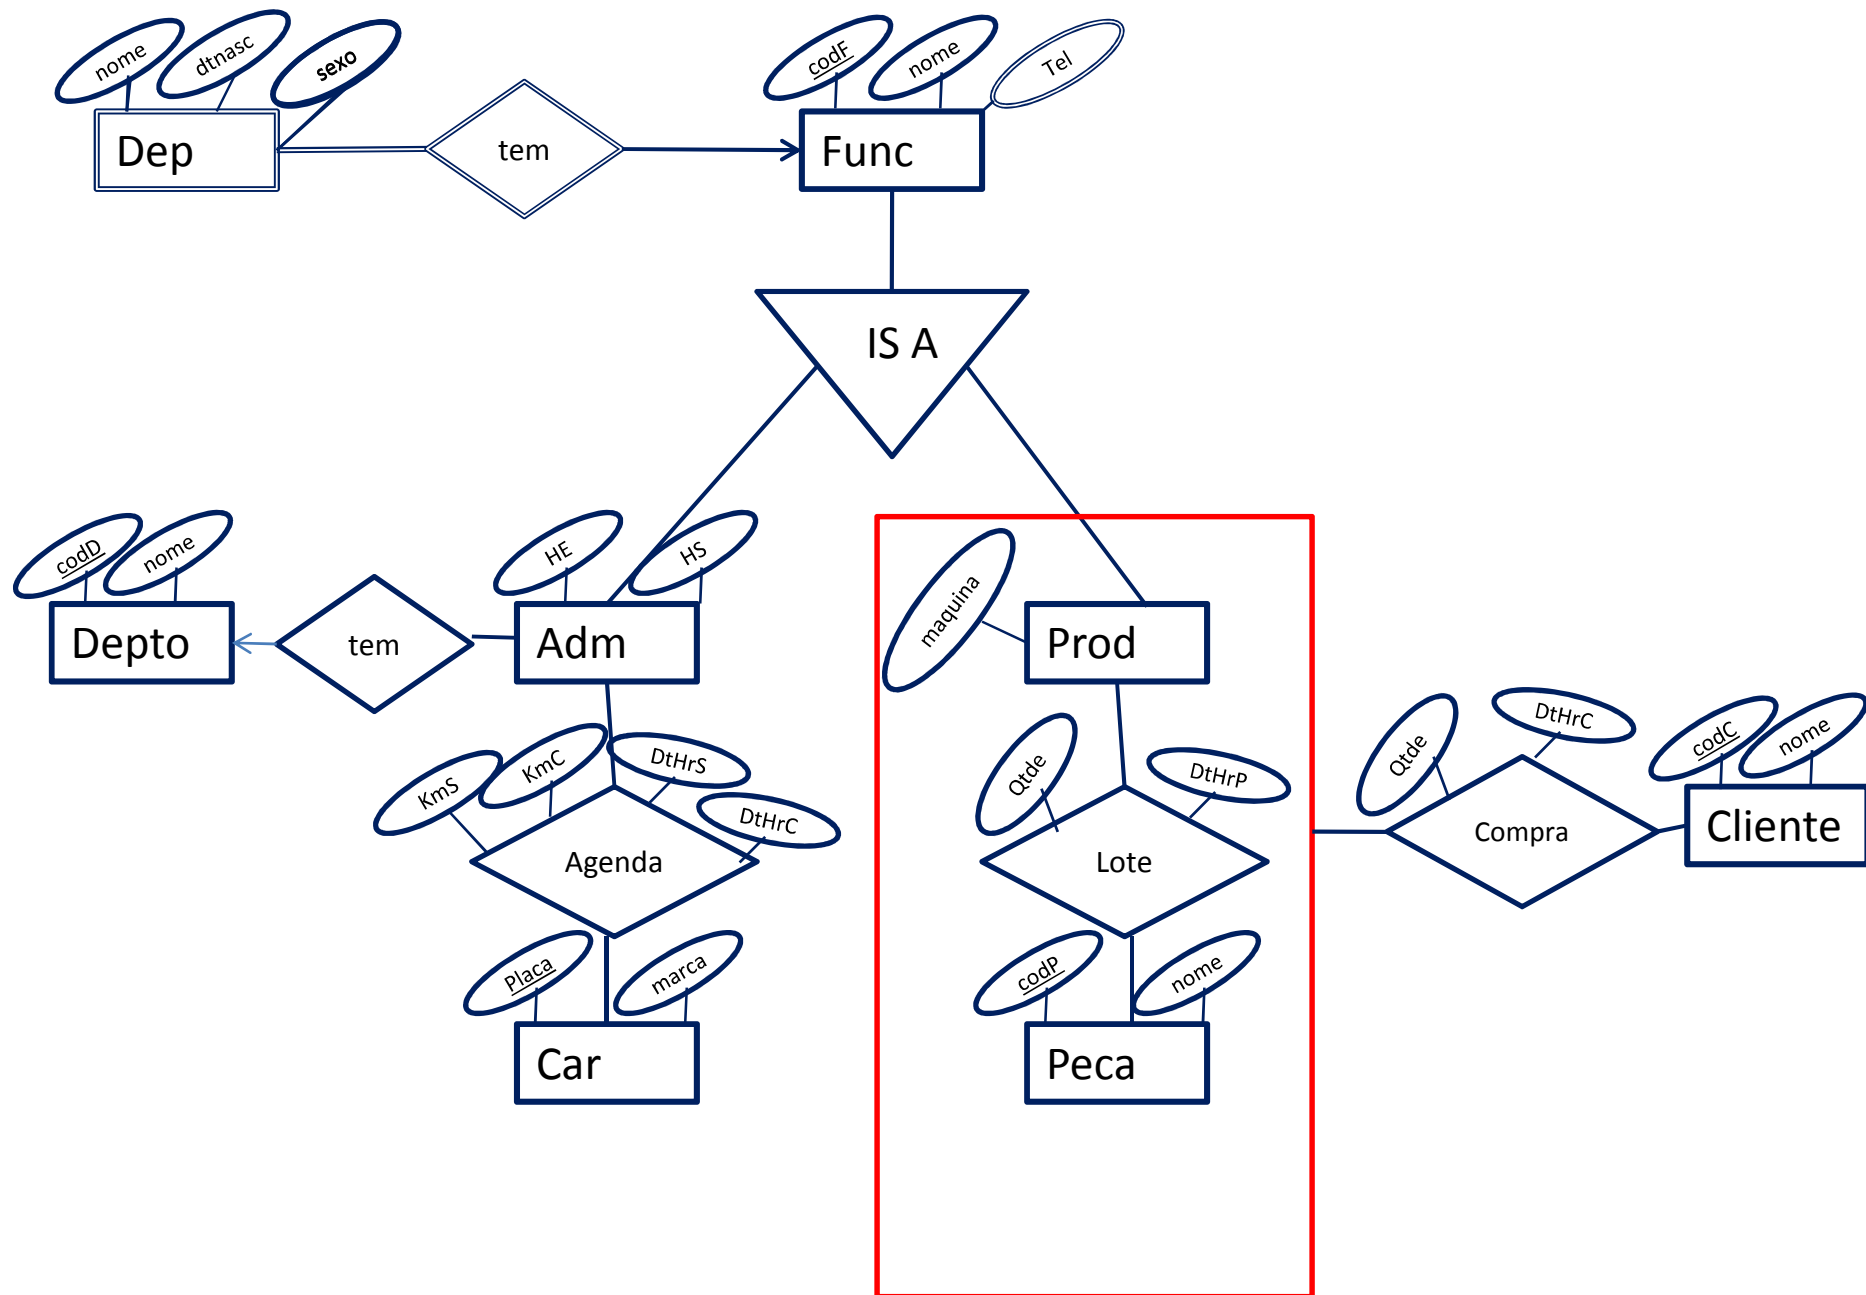 nome
dtnasc
sexo
codF
nome
Tel
Dep
tem
Func
IS A
codD
nome
HE
HS
maquina
Depto
tem
Adm
Prod
KmS
KmC
DtHrS
DtHrC
Qtde
DtHrP
Qtde
DtHrC
codC
nome
Agenda
Lote
Compra
Cliente
Placa
marca
codP
nome
Car
Peca